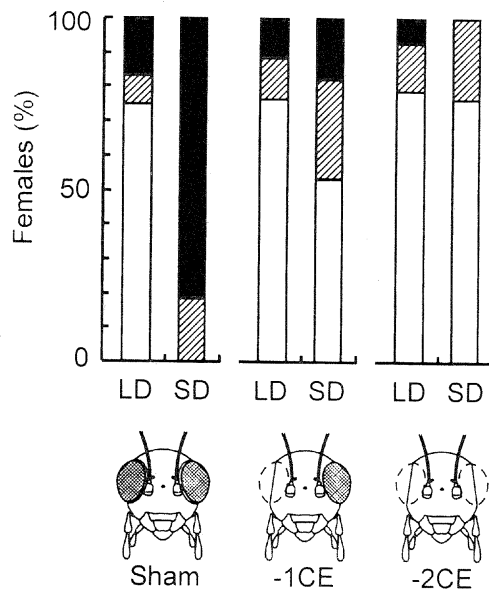 Females (%)
100
50
0
LD SD LD SD LD SD
Sham -1CE -2CE